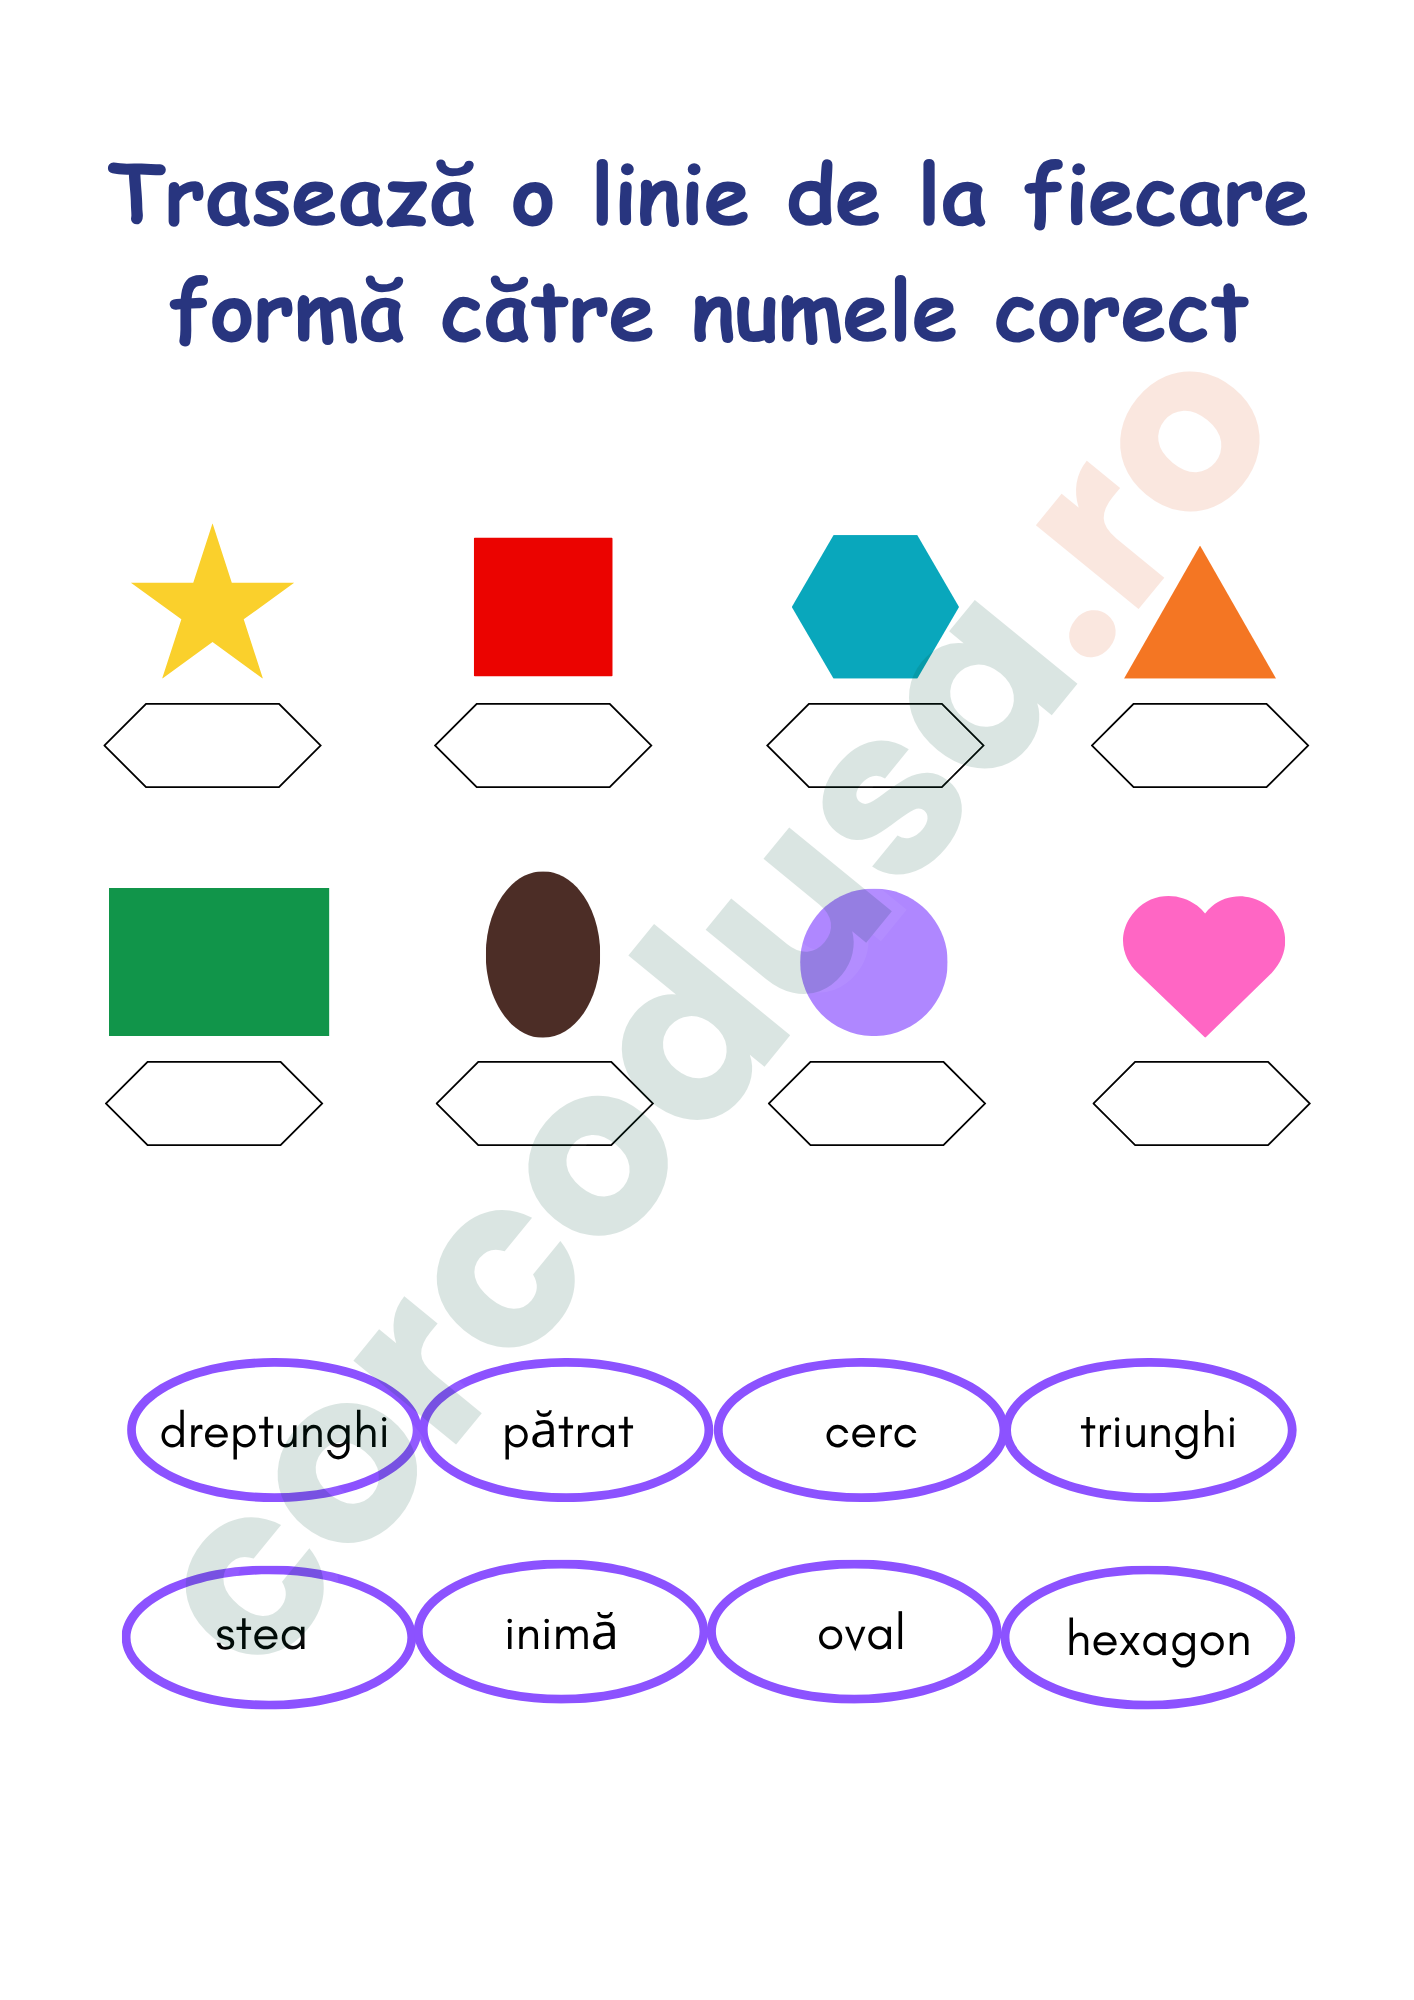 Trasează o linie de la fiecare
formă către numele corect
corcodusa.ro
dreptunghi pătrat cerc triunghi
stea inimă oval hexagon